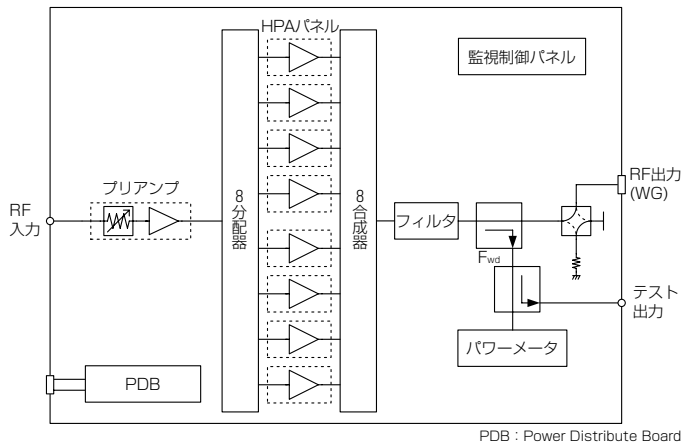 HPAパネル
監視制御パネル
プリアンプ
RF
入力
8分配器
8合成器
フィルタ
Fwd
RF出力
(WG)
テスト
出力
パワーメータ
PDB
PDB：Power Distribute Board